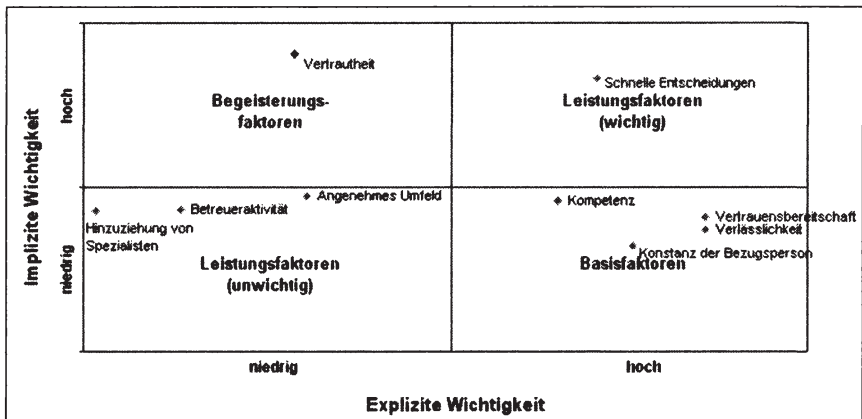 Vertrautheit
Schnelle Entscheidungen
Begeisterungs-
faktoren
Leistungsfaktoren
(wichtig)
hoch
Implizite Wichtigkeit
niedrig
Angenehmes Umfeld
Betreueraktivität
Hinzuziehung von
Spezialisten
Kompetenz
Vertrauensbereitschaft
Verlässlichkeit
Konstanz der Bezugsperson
Leistungsfaktoren
(unwichtig)
Basisfaktoren
niedrig
hoch
Explizite Wichtigkeit